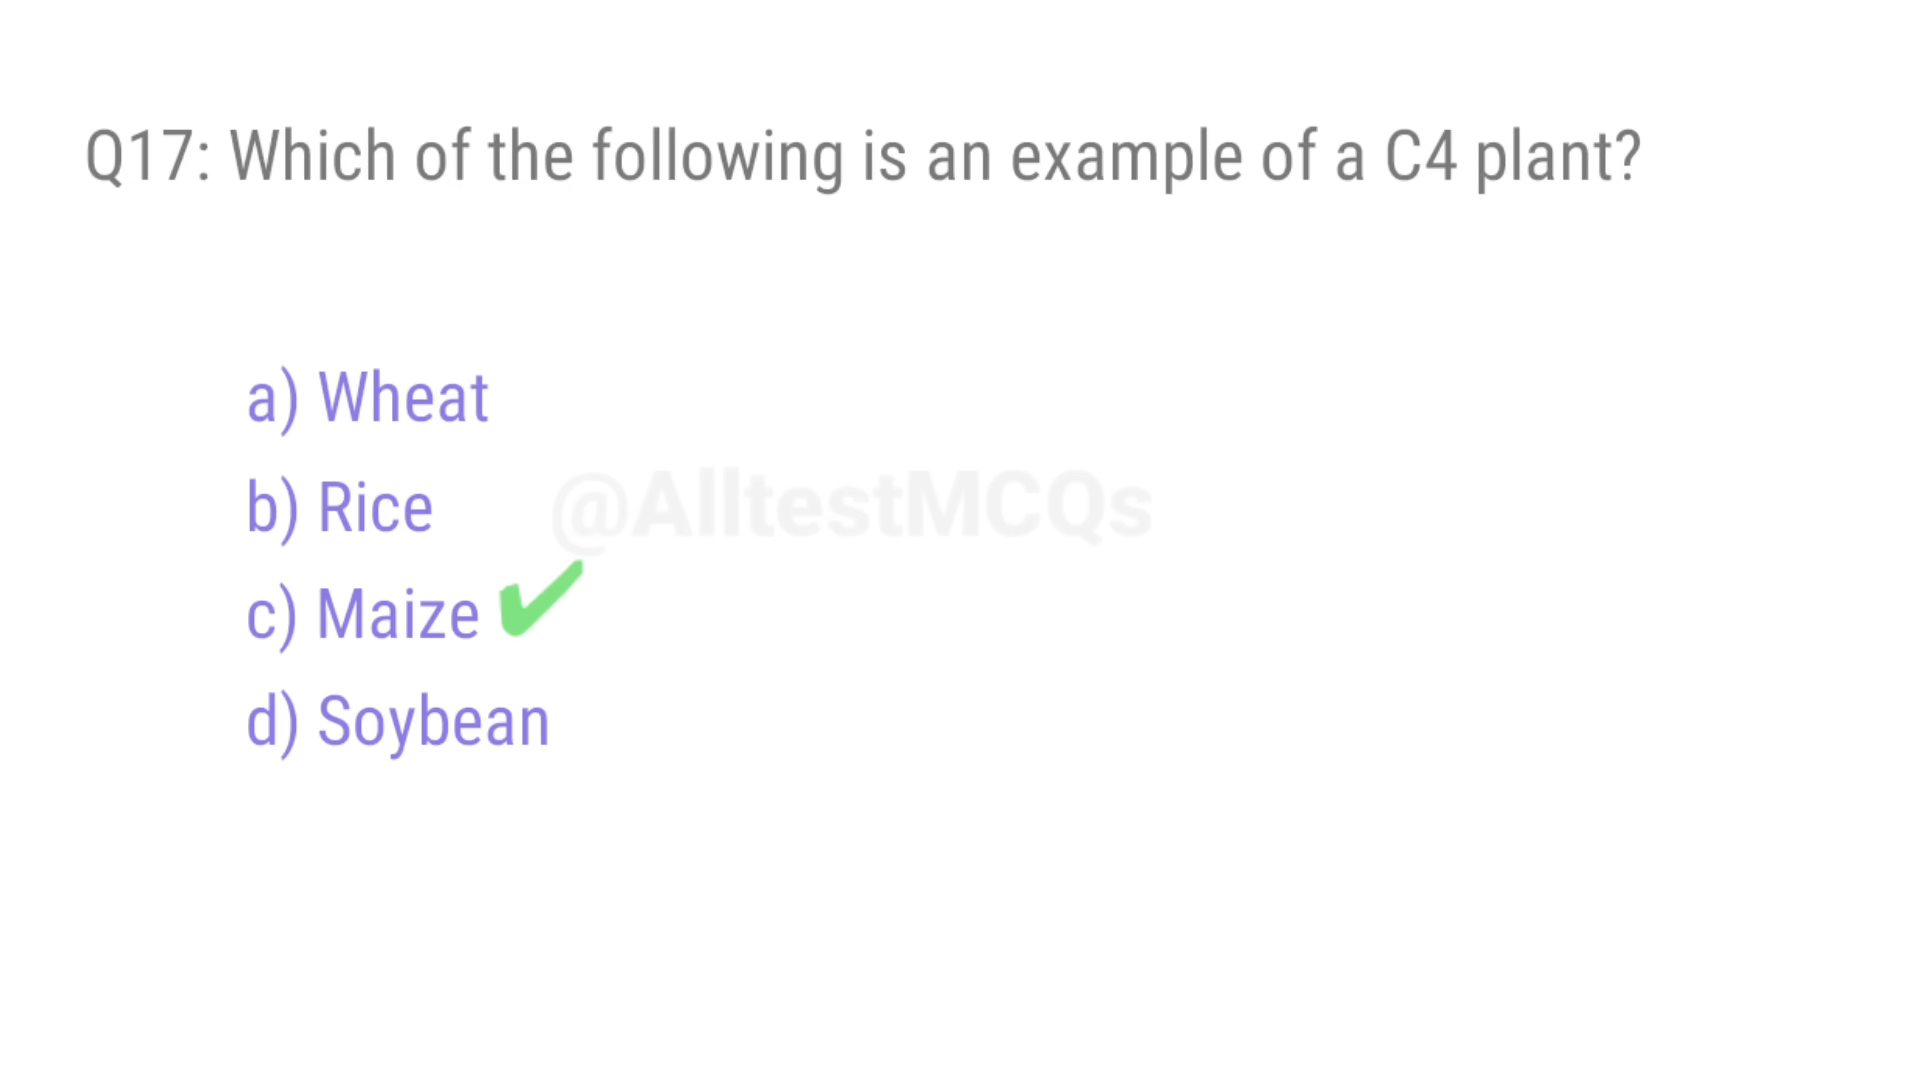 Q17: Which of the following is an example of a C4 plant?
a) Wheat
b) Rice
@AlltestMCQs
c) Maize
d) Soybean